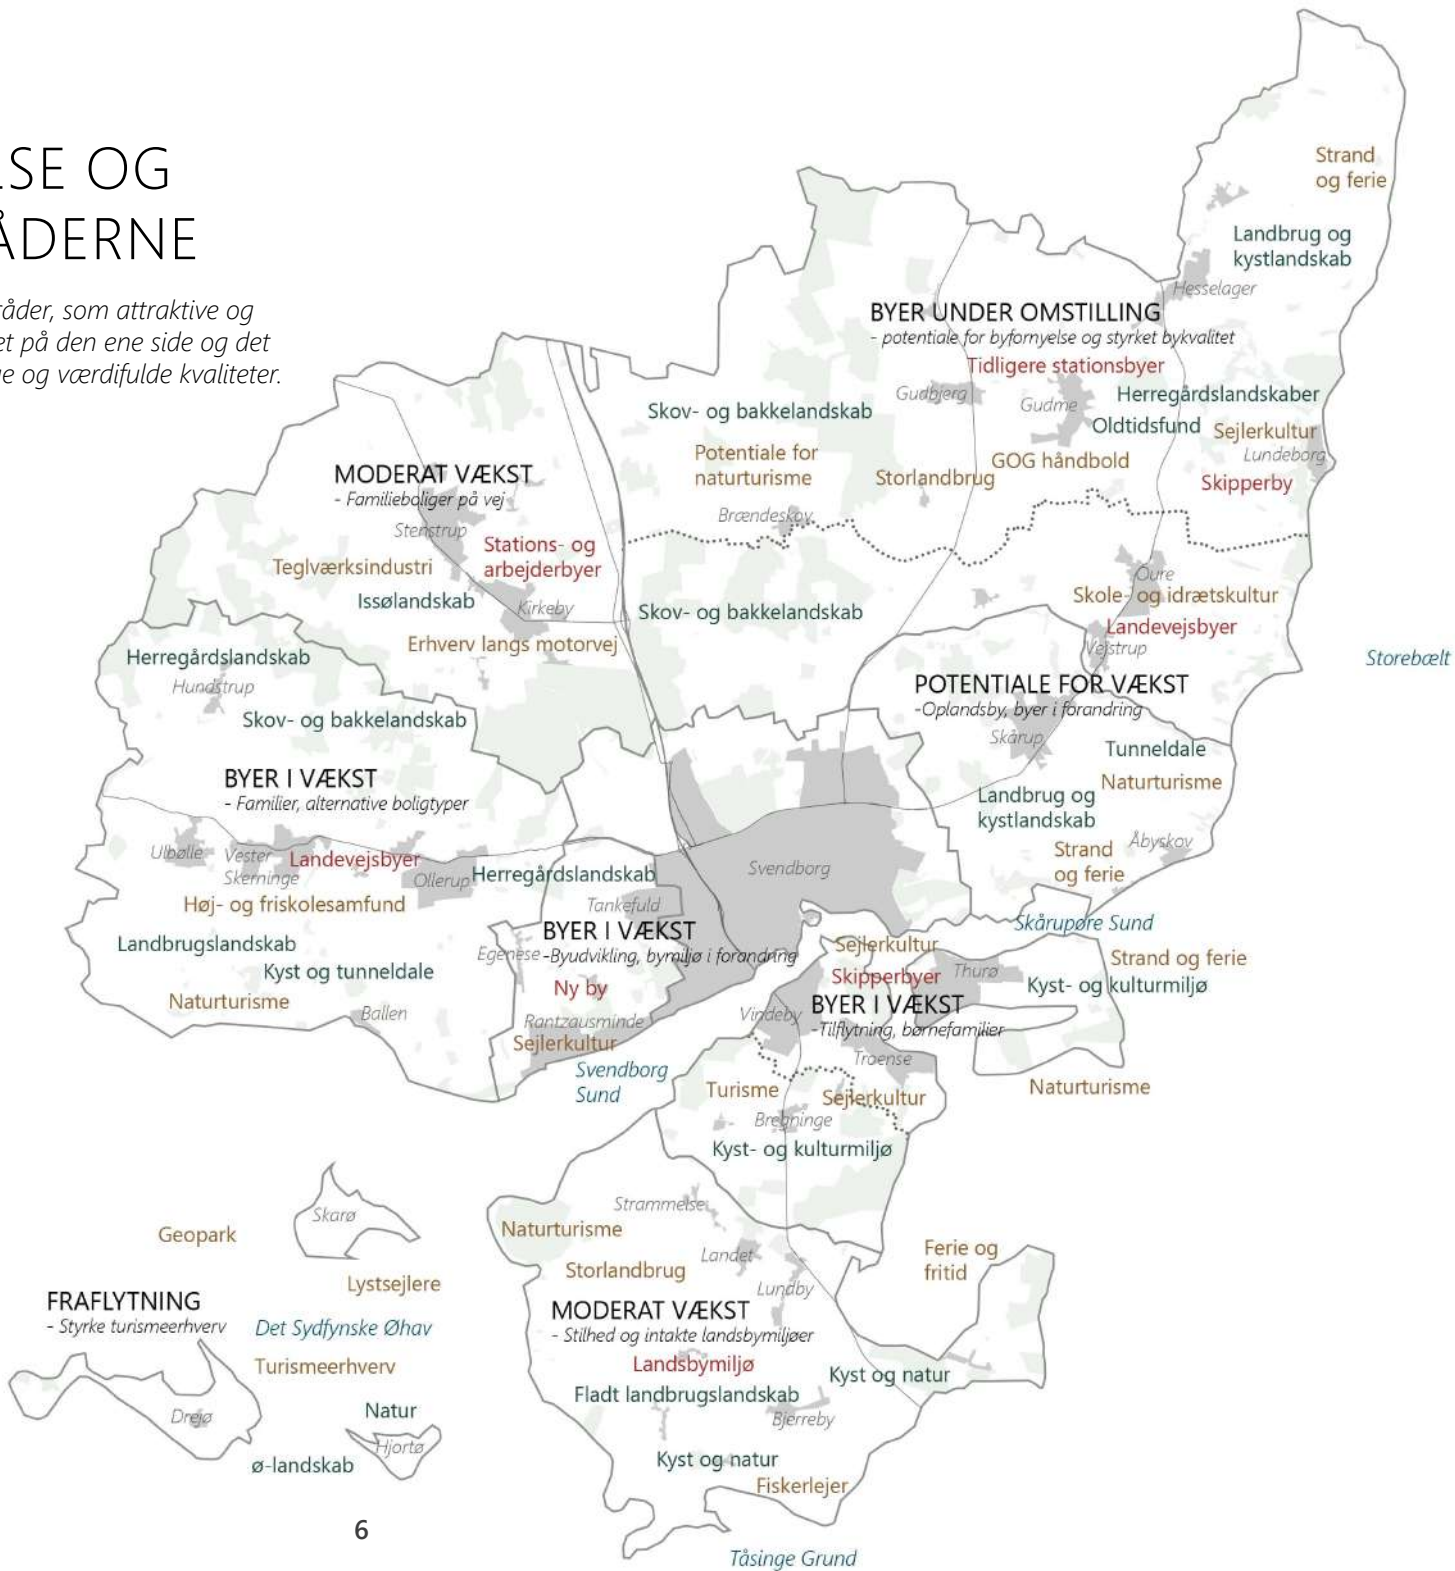 LSE OG
ÅDERNE
råder, som attraktive og
et på den ene side og det
ge og værdifulde kvaliteter.
Strand
og ferie
Landbrug og
kystlandskab
Hesselager
BYER UNDER OMSTILLING
- potentiale for byfornyelse og styrket bykvalitet
Tidligere stationsbyer
Gudbjerg
Gudme
Herregårdslandskaber
Oldtidsfund
Sejlerkultur
Lundeborg
Skipperby
GOG håndbold
Storlandbrug
Skov- og bakkelandskab
Potentiale for
naturturisme
Brændeskov
MODERAT VÆKST
- Familieboliger på vej
Stenstrup
Stations- og
arbejderbyer
Teglværksindustri
Issølandskab
Kirkeby
Erhverv langs motorvej
Skov- og bakkelandskab
Oure
Skole- og idrætskultur
Landevejsbyer
Vejstrup
Storebælt
POTENTIALE FOR VÆKST
-Oplandsby, byer i forandring
Skårup
Tunneldale
Naturturisme
Landbrug og
kystlandskab
Åbyskov
Strand
og ferie
Skårupøre Sund
Herregårdslandskab
Hundstrup
Skov- og bakkelandskab
BYER I VÆKST
- Familier, alternative boligtyper
Ulbølle
Vester
Skerninge
Landevejsbyer
Ollerup
Høj- og friskolesamfund
Landbrugslandskab
Kyst og tunneldale
Naturturisme
Ballen
Herregårdslandskab
Tankefuld
Svendborg
BYER I VÆKST
-Byudvikling, bymiljø i forandring
Egense
Ny by
Rantzausminde
Sejlerkultur
Svendborg
Sund
Sejlerkultur
Skipperbyer
Thurø
Strand og ferie
Kyst- og kulturmiljø
BYER I VÆKST
-Tilflytning, børnefamilier
Vindeby
Troense
Naturturisme
Turisme
Sejlerkultur
Bregninge
Kyst- og kulturmiljø
Strammelse
Naturturisme
Landet
Storlandbrug
Lundby
Ferie og
fritid
MODERAT VÆKST
- Stilhed og intakte landsbymiljøer
Landsbymiljø
Fladt landbrugslandskab
Kyst og natur
Bjerreby
Kyst og natur
Fiskerlejer
Tåsinge Grund
Skarø
Geopark
Lystsejlere
FRAFLYTNING
- Styrke turismeerhverv
Det Sydfynske Øhav
Turismeerhverv
Drejø
Natur
Hjortø
ø-landskab
6